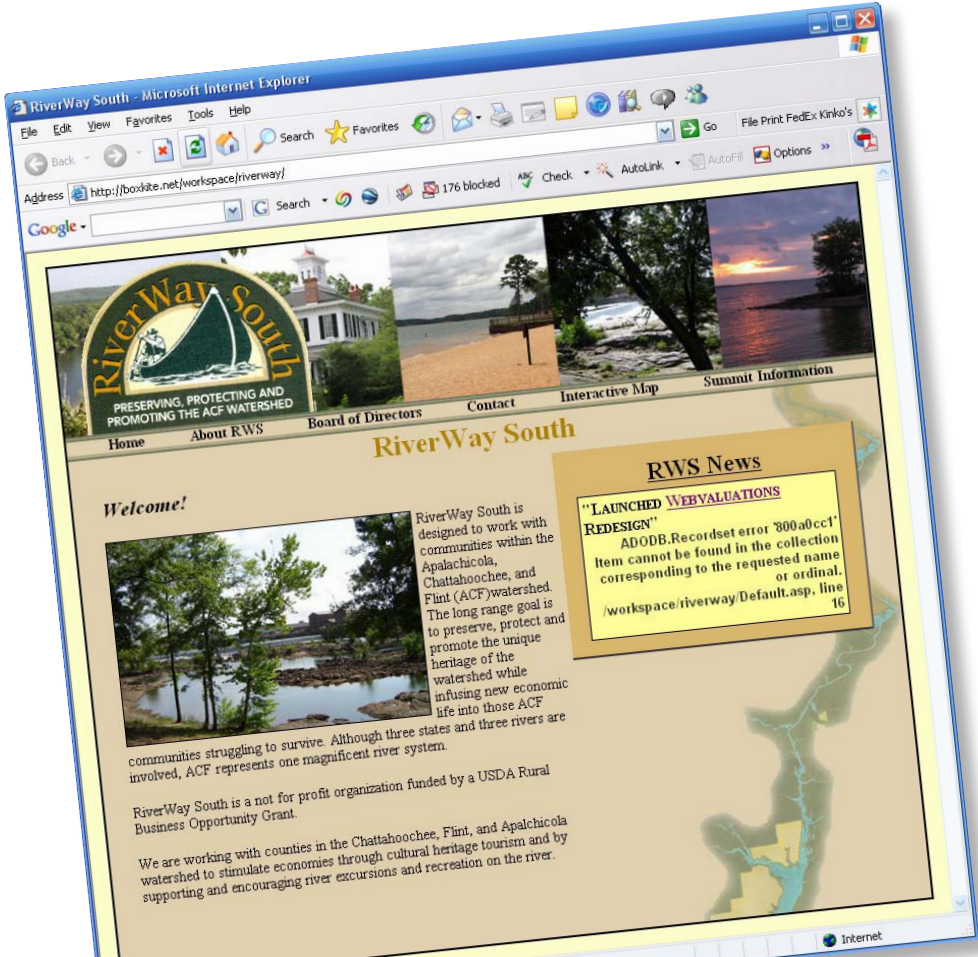 RiverWay South - Microsoft Internet Explorer
File Edit View Favorites Tools Help
Back Search Favorites
Address http://boxkite.net/workspace/riverway/ Go File Print FedEx Kinko's
Google Search 176 blocked ABC Check AutoLink AutoFill Options »
RiverWay South
PRESERVING, PROTECTING AND
PROMOTING THE ACF WATERSHED
Home About RWS Board of Directors Contact Interactive Map Summit Information
RiverWay South
Welcome!
RiverWay South is
designed to work with
communities within the
Apalachicola,
Chattahoochee, and
Flint (ACF)watershed.
The long range goal is
to preserve, protect and
promote the unique
heritage of the
watershed while
infusing new economic
life into those ACF
communities struggling to survive. Although three states and three rivers are
involved, ACF represents one magnificent river system.
RiverWay South is a not for profit organization funded by a USDA Rural
Business Opportunity Grant.
We are working with counties in the Chattahoochee, Flint, and Apalchicola
watershed to stimulate economies through cultural heritage tourism and by
supporting and encouraging river excursions and recreation on the river.
RWS News
"LAUNCHED WEBVALUATIONS
REDESIGN"
ADODB.Recordset error '800a0cc1'
Item cannot be found in the collection
corresponding to the requested name
or ordinal.
/workspace/riverway/Default.asp, line
16
Internet